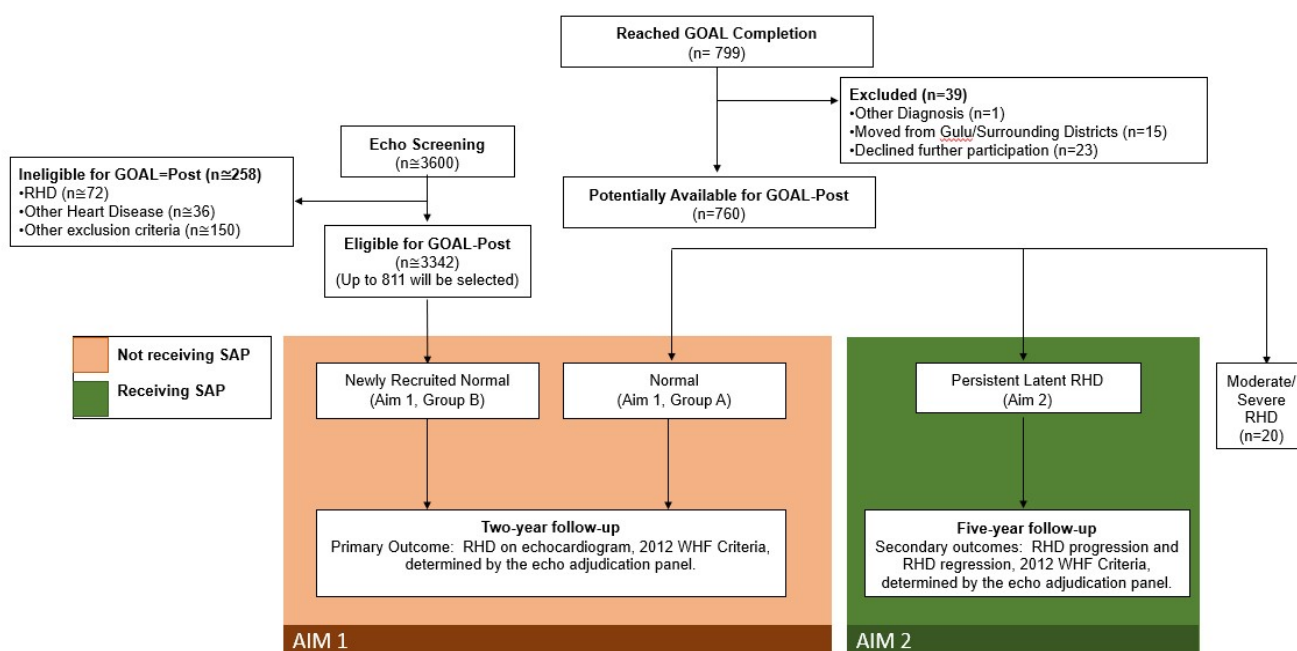 Reached GOAL Completion
(n= 799)
Excluded (n=39)
•Other Diagnosis (n=1)
•Moved from Gulu/Surrounding Districts (n=15)
•Declined further participation (n=23)
Echo Screening
(n≅3600)
Ineligible for GOAL=Post (n≅258)
•RHD (n≅72)
•Other Heart Disease (n≅36)
•Other exclusion criteria (n≅150)
Potentially Available for GOAL-Post
(n=760)
Eligible for GOAL-Post
(n≅3342)
(Up to 811 will be selected)
Not receiving SAP
Receiving SAP
Newly Recruited Normal
(Aim 1, Group B)
Normal
(Aim 1, Group A)
Persistent Latent RHD
(Aim 2)
Moderate/
Severe
RHD
(n=20)
Two-year follow-up
Primary Outcome: RHD on echocardiogram, 2012 WHF Criteria,
determined by the echo adjudication panel.
Five-year follow-up
Secondary outcomes: RHD progression and
RHD regression, 2012 WHF Criteria,
determined by the echo adjudication panel.
AIM 1
AIM 2